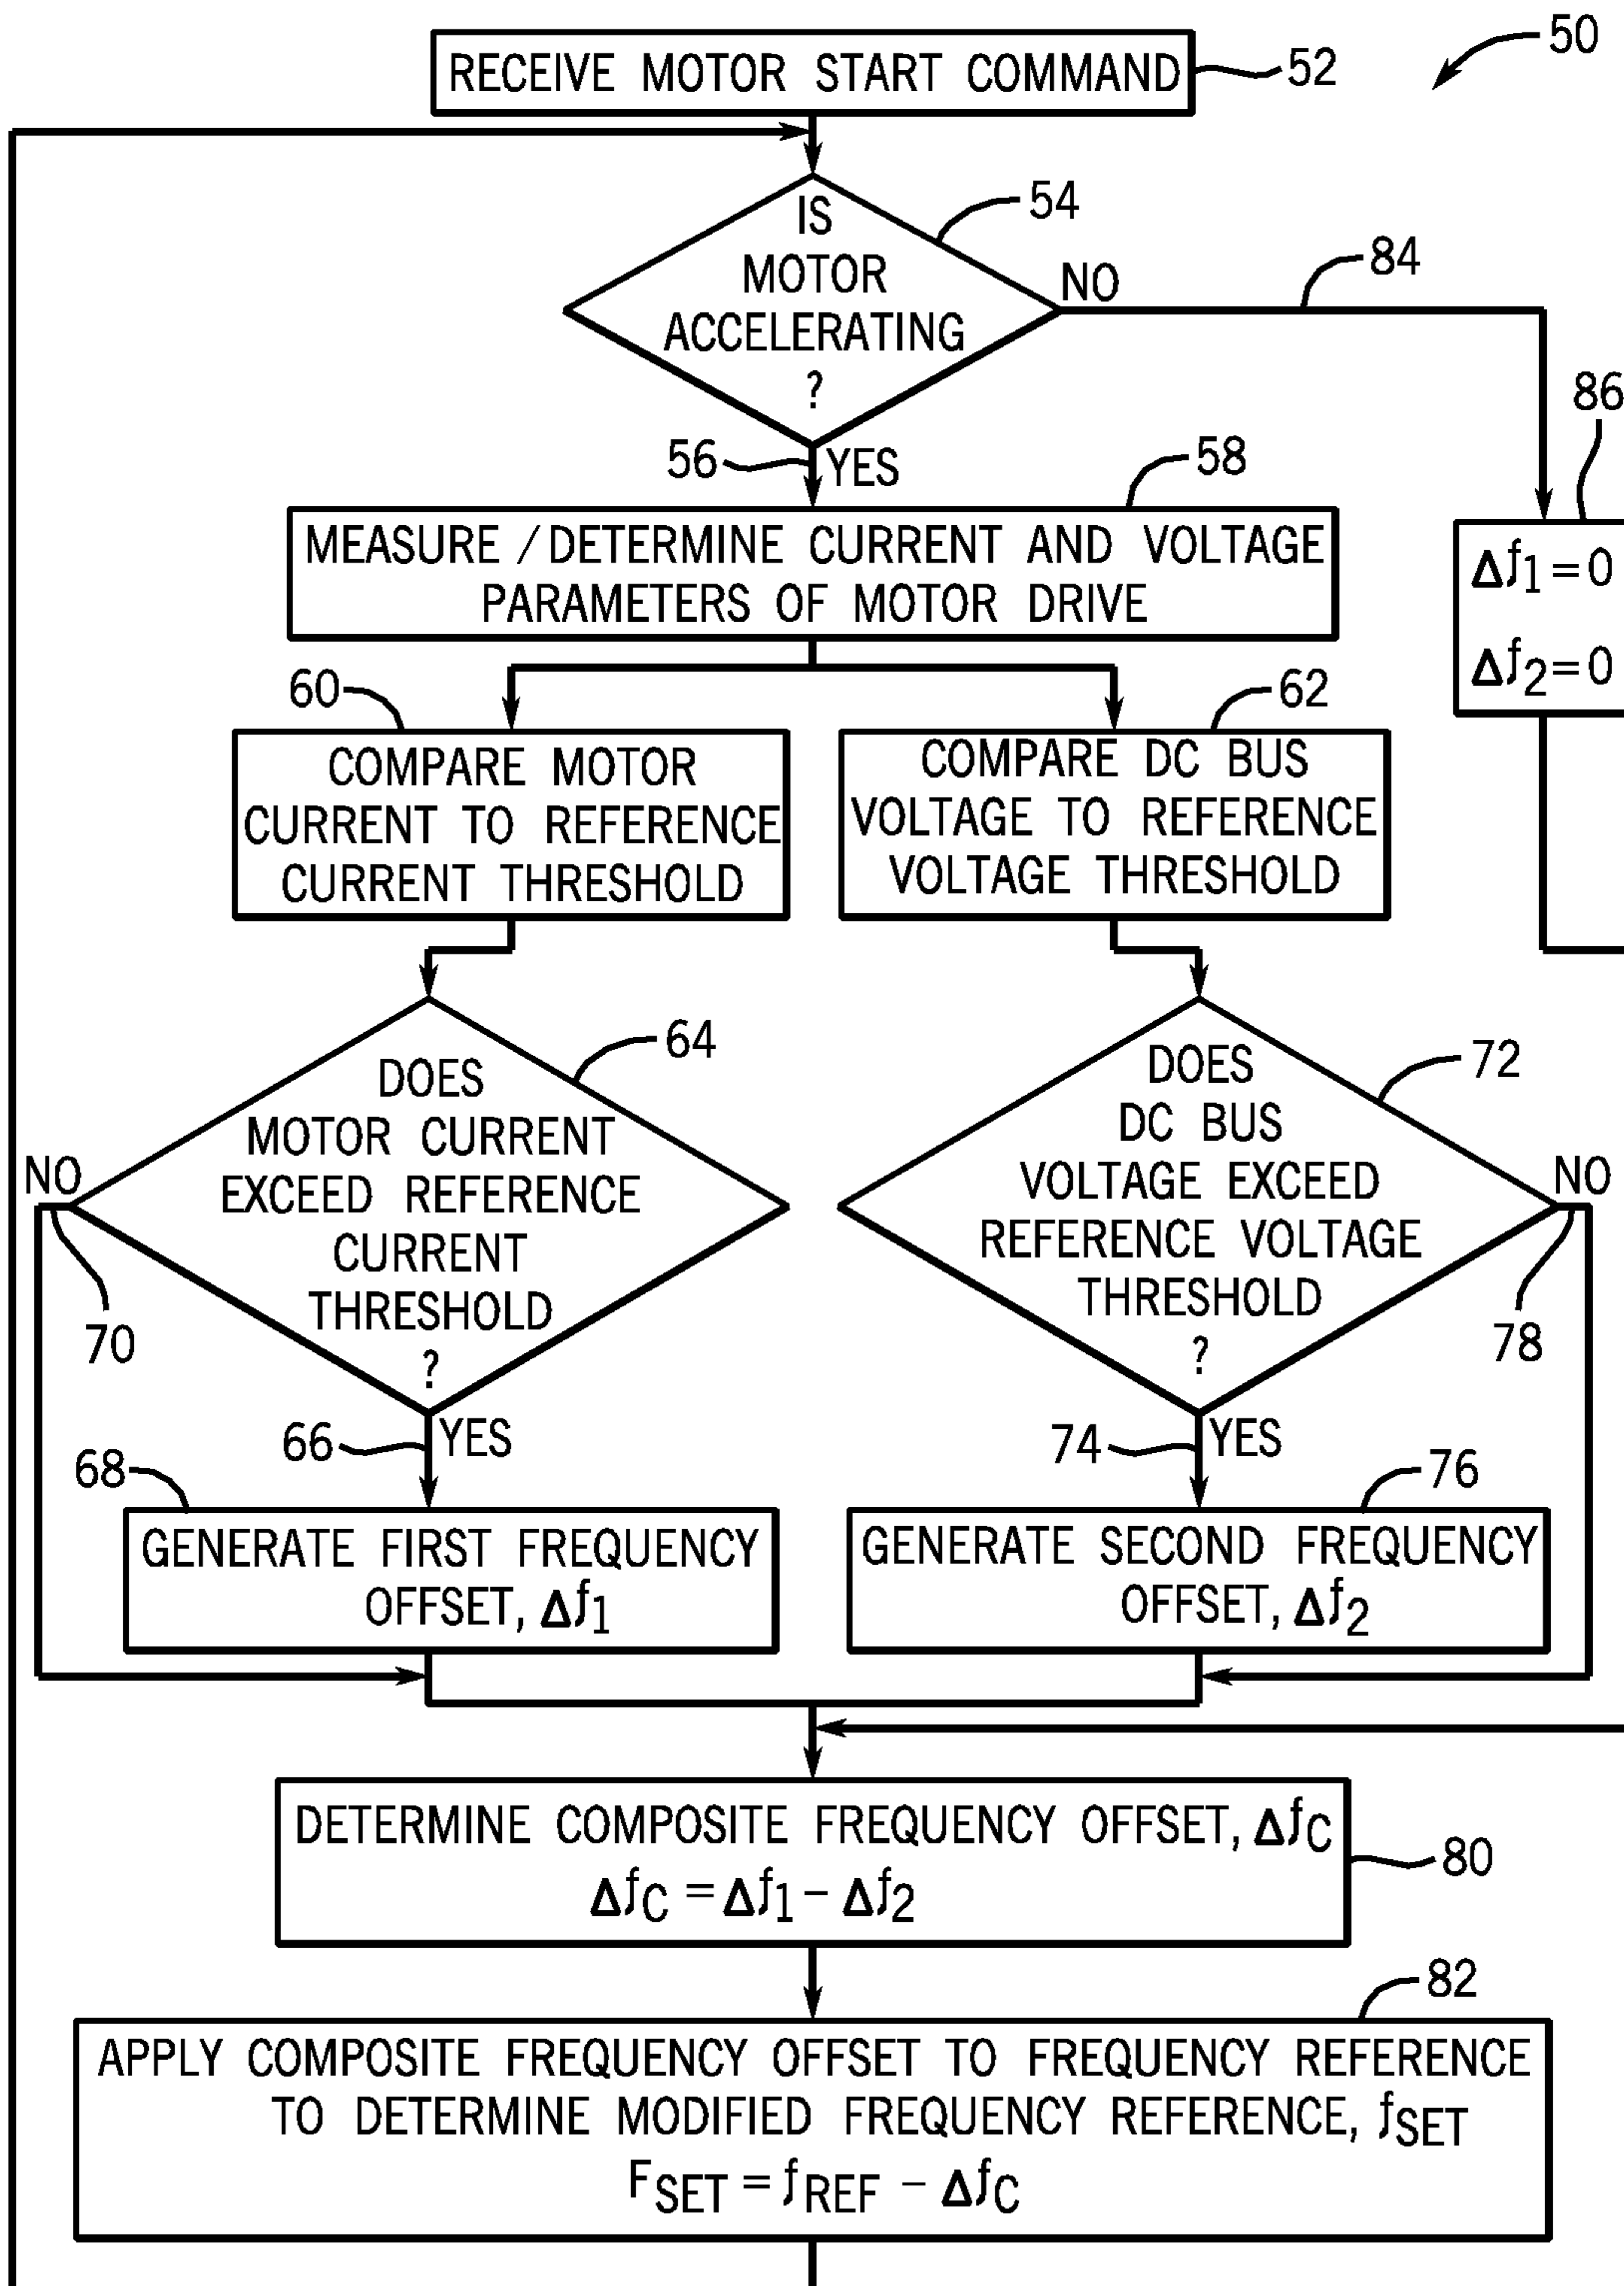 50
RECEIVE MOTOR START COMMAND
52
IS
MOTOR
ACCELERATING
?
54
NO
84
86
Δf1=0
Δf2=0
56
YES
58
MEASURE / DETERMINE CURRENT AND VOLTAGE
PARAMETERS OF MOTOR DRIVE
60
COMPARE MOTOR
CURRENT TO REFERENCE
CURRENT THRESHOLD
62
COMPARE DC BUS
VOLTAGE TO REFERENCE
VOLTAGE THRESHOLD
64
DOES
MOTOR CURRENT
EXCEED REFERENCE
CURRENT
THRESHOLD
?
NO
70
72
DOES
DC BUS
VOLTAGE EXCEED
REFERENCE VOLTAGE
THRESHOLD
?
NO
78
66
YES
68
GENERATE FIRST FREQUENCY
OFFSET, Δf1
74
YES
76
GENERATE SECOND FREQUENCY
OFFSET, Δf2
DETERMINE COMPOSITE FREQUENCY OFFSET, ΔfC
ΔfC = Δf1 – Δf2
80
82
APPLY COMPOSITE FREQUENCY OFFSET TO FREQUENCY REFERENCE
TO DETERMINE MODIFIED FREQUENCY REFERENCE, fSET
FSET = fREF – ΔfC